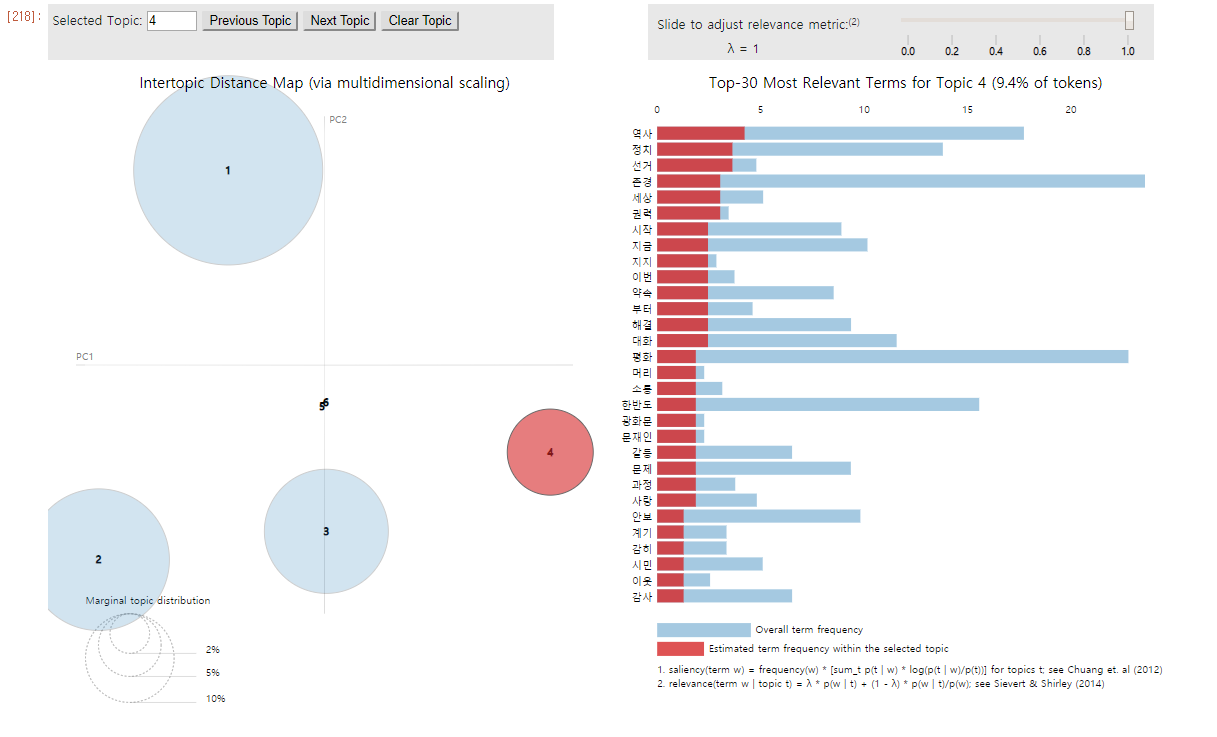 [218]:
Selected Topic: 4 Previous Topic Next Topic Clear Topic
Slide to adjust relevance metric:(2)
λ = 1
0.0 0.2 0.4 0.6 0.8 1.0
Intertopic Distance Map (via multidimensional scaling)
PC2
PC1
1
5 6
4
3
2
Marginal topic distribution
2%
5%
10%
Top-30 Most Relevant Terms for Topic 4 (9.4% of tokens)
0 5 10 15 20
역사
정치
선거
존경
세상
권력
시작
지금
지지
이번
약속
부터
해결
대화
평화
머리
소통
한반도
광화문
문재인
갈등
문제
과정
사랑
안보
계기
감히
시민
이웃
감사
Overall term frequency
Estimated term frequency within the selected topic
1. saliency(term w) = frequency(w) * [sum_t p(t | w) * log(p(t | w)/p(t))] for topics t; see Chuang et. al (2012)
2. relevance(term w | topic t) = λ * p(w | t) + (1 - λ) * p(w | t)/p(w); see Sievert & Shirley (2014)